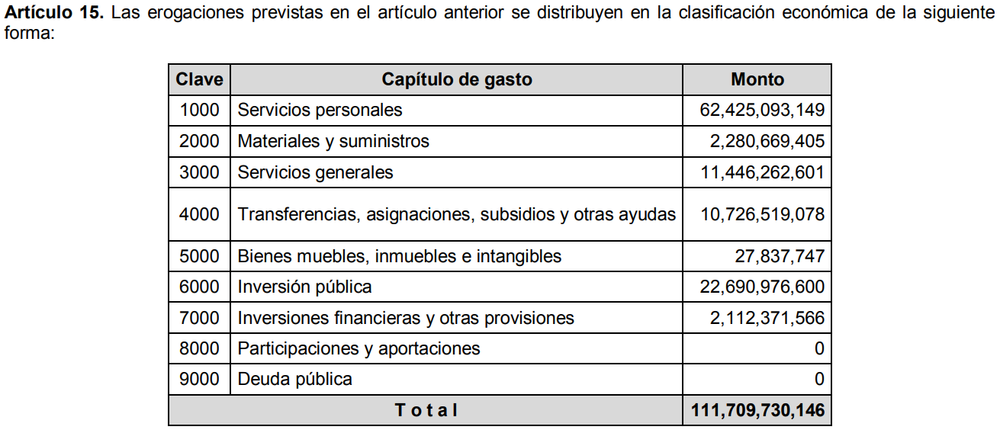 Artículo 15. Las erogaciones previstas en el artículo anterior se distribuyen en la clasificación económica de la siguiente
forma:
Clave Capítulo de gasto Monto
1000 Servicios personales 62,425,093,149
2000 Materiales y suministros 2,280,669,405
3000 Servicios generales 11,446,262,601
4000 Transferencias, asignaciones, subsidios y otras ayudas 10,726,519,078
5000 Bienes muebles, inmuebles e intangibles 27,837,747
6000 Inversión pública 22,690,976,600
7000 Inversiones financieras y otras provisiones 2,112,371,566
8000 Participaciones y aportaciones 0
9000 Deuda pública 0
T o t a l 111,709,730,146